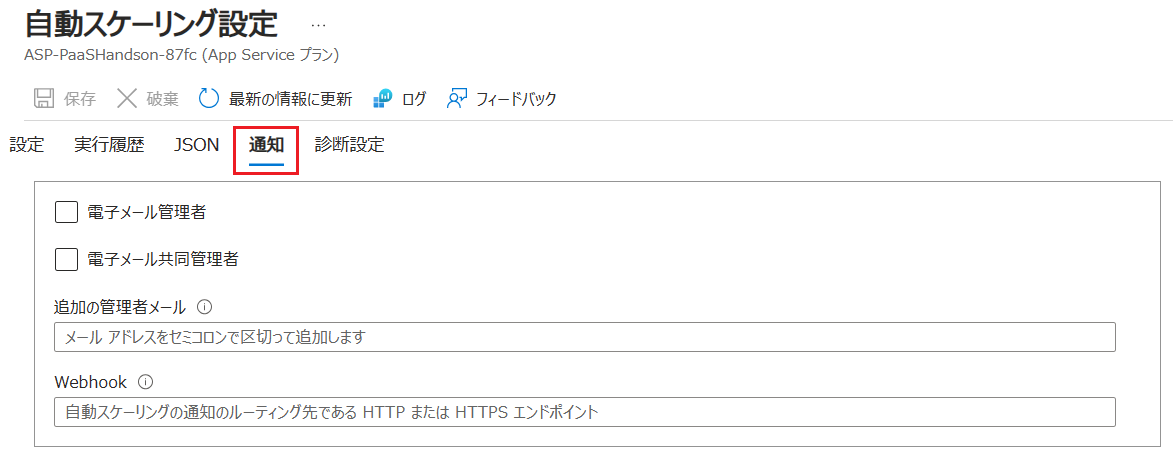 自動スケーリング設定 …
ASP-PaaSHandson-87fc (App Service プラン)
保存 破棄 最新の情報に更新 ログ フィードバック
設定 実行履歴 JSON 通知 診断設定
電子メール管理者
電子メール共同管理者
追加の管理者メール
メール アドレスをセミコロンで区切って追加します
Webhook
自動スケーリングの通知のルーティング先である HTTP または HTTPS エンドポイント